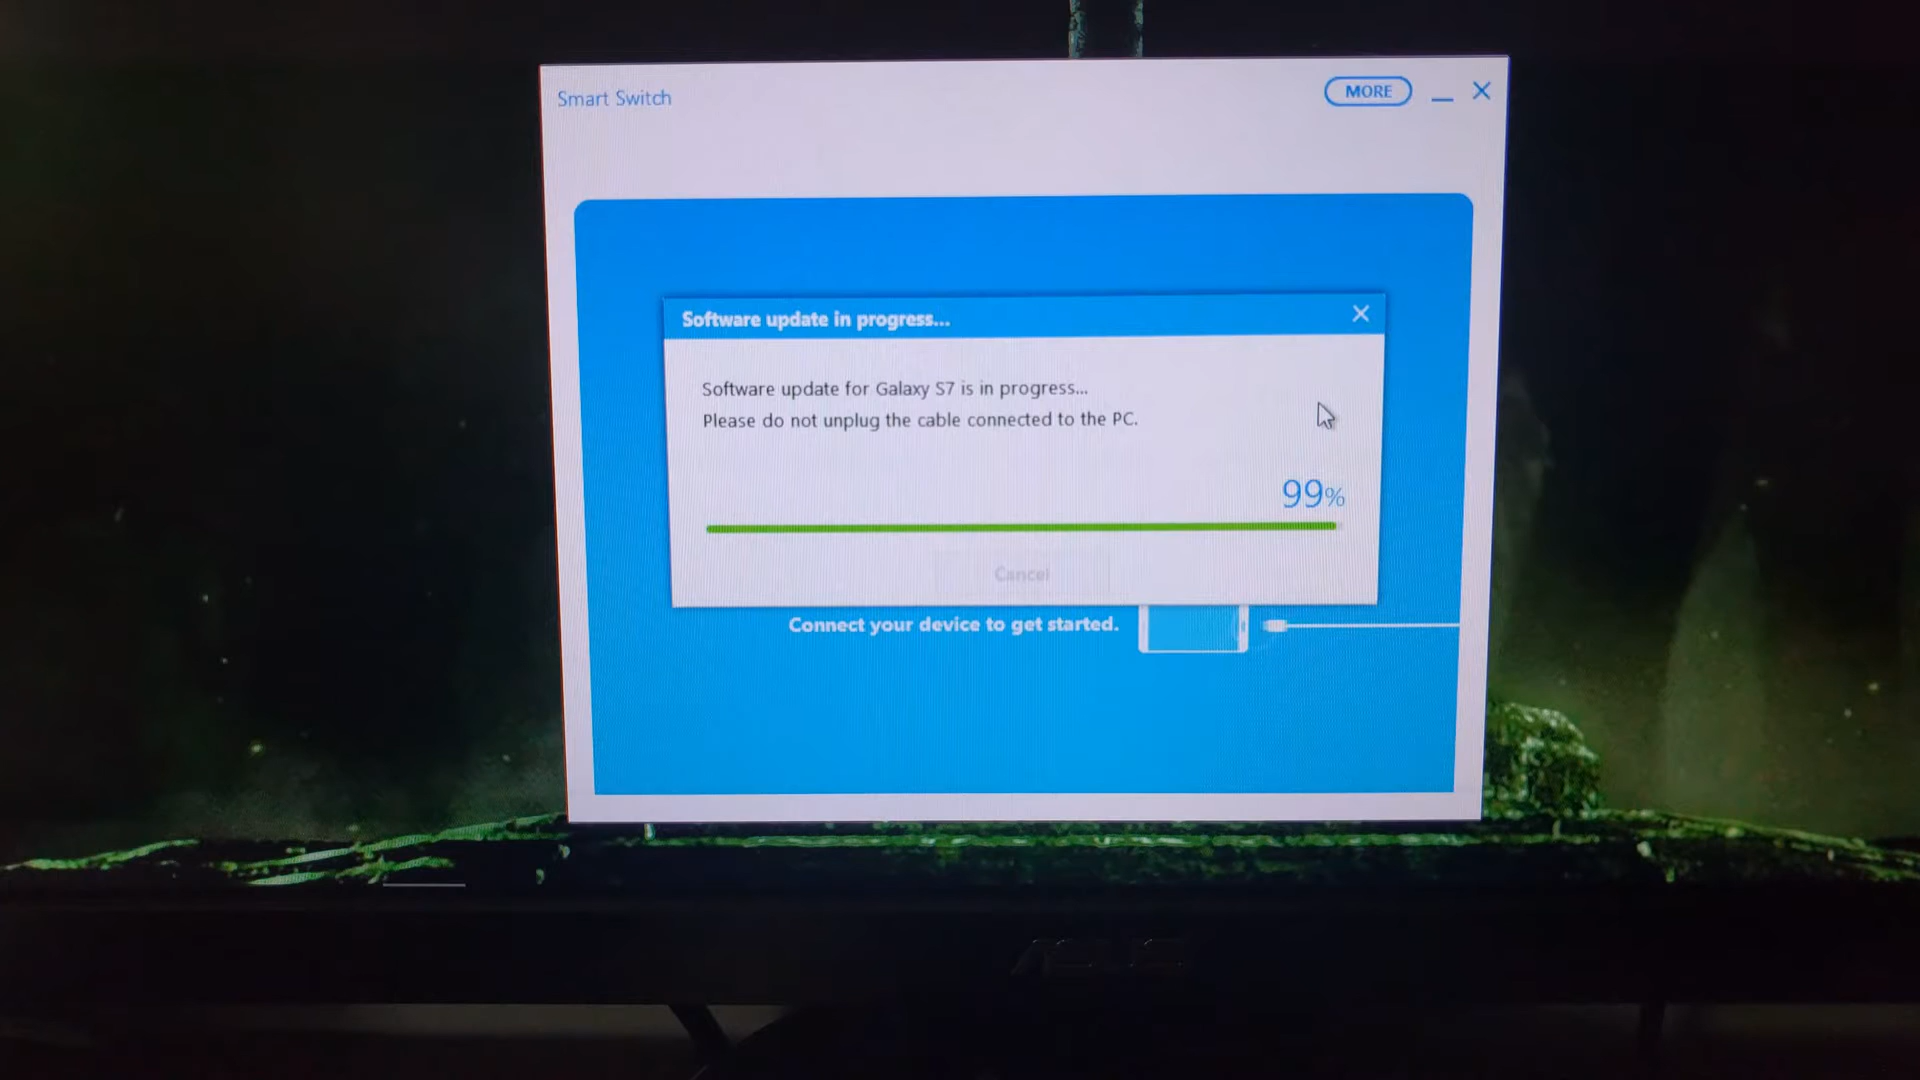 Smart Switch
MORE
Software update in progress...
Software update for Galaxy S7 is in progress...
Please do not unplug the cable connected to the PC.
99%
Cancel
Connect your device to get started.